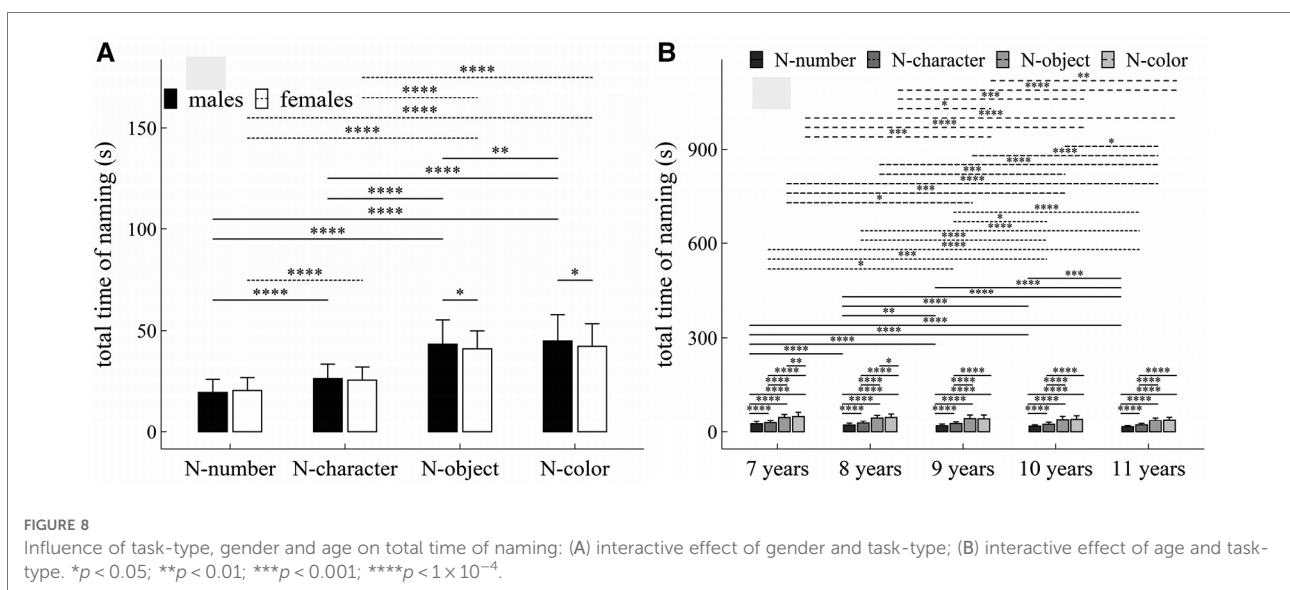 A
males
females
total time of naming (s)
150
100
50
0
****
****
****
****
**
****
****
****
****
****
****
*
*
N-number
N-character
N-object
N-color
B
N-number
N-character
N-object
N-color
total time of naming (s)
900
600
300
0
**
****
***
*
****
****
***
*
****
****
***
****
***
*
****
*
****
****
****
***
*
***
****
****
****
**
****
****
****
****
** * 
**** **** **** **** ****
**** **** **** **** ****
**** **** **** **** ****
**** **** **** **** ****
**** **** **** **** ****
7 years
8 years
9 years
10 years
11 years
FIGURE 8
Influence of task-type, gender and age on total time of naming: (A) interactive effect of gender and task-type; (B) interactive effect of age and task-
type. *p < 0.05; **p < 0.01; ***p < 0.001; ****p < 1 × 10⁻⁴.